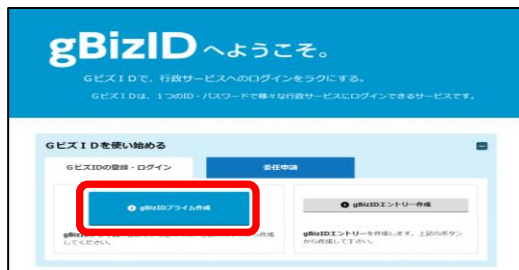 gBizID へようこそ。
GビズIDで、行政サービスへのログインをラクにする。
GビズIDは、1つのID・パスワードで様々な行政サービスにログインできるサービスです。
GビズIDを使い始める
GビズIDの登録・ログイン
委任申請
gBizIDプライム作成
gBizIDエントリー作成
してください。
gBizIDエントリーを作成します。上記のボタン
から作成して下さい。